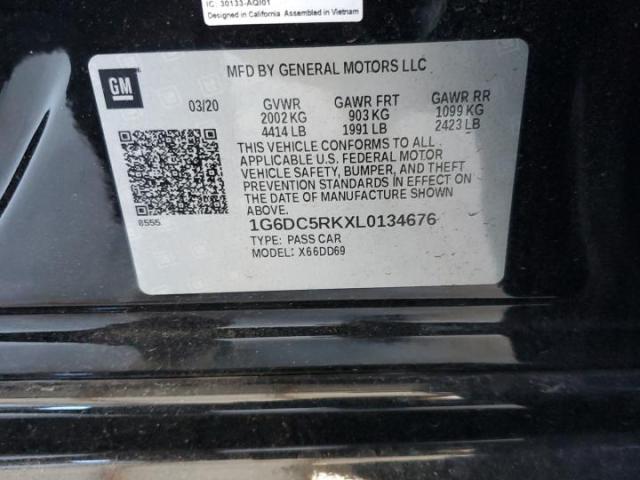 IC: 30133-AQI01
Designed in California Assembled in Vietnam
GM
MFD BY GENERAL MOTORS LLC
03/20 GVWR GAWR FRT GAWR RR
2002 KG 903 KG 1099 KG
4414 LB 1991 LB 2423 LB
THIS VEHICLE CONFORMS TO ALL
APPLICABLE U.S. FEDERAL MOTOR
VEHICLE SAFETY, BUMPER, AND THEFT
PREVENTION STANDARDS IN EFFECT ON
THE DATE OF MANUFACTURE SHOWN
ABOVE.
8555 1G6DC5RKXL0134676
TYPE: PASS CAR
MODEL: X66DD69